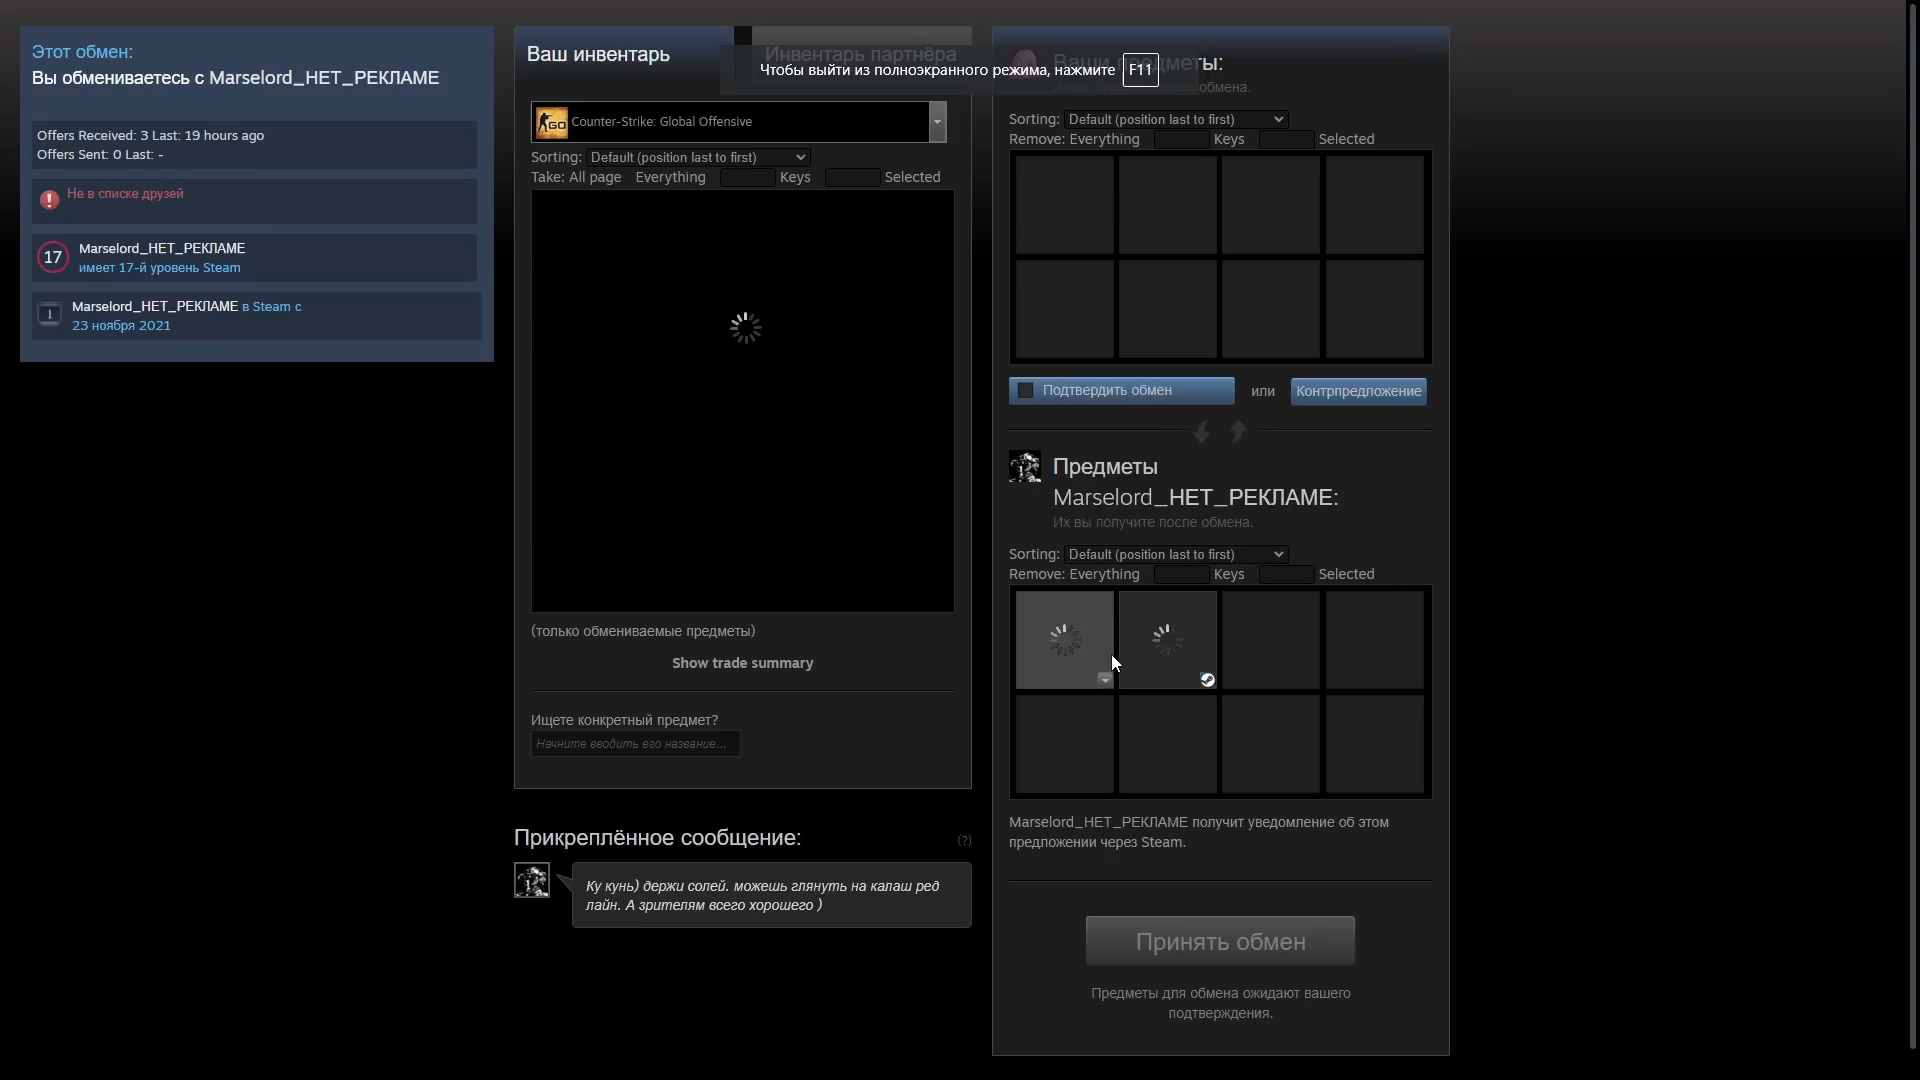 Этот обмен:
Вы обмениваетесь с Marselord_НЕТ_РЕКЛАМЕ
Offers Received: 3 Last: 19 hours ago
Offers Sent: 0 Last: -
Не в списке друзей
17
Marselord_НЕТ_РЕКЛАМЕ
имеет 17-й уровень Steam
1
Marselord_НЕТ_РЕКЛАМЕ в Steam с
23 ноября 2021
Ваш инвентарь
Инвентарь партнёра
Чтобы выйти из полноэкранного режима, нажмите F11
GO
Counter-Strike: Global Offensive
Sorting: Default (position last to first)
Take: All page Everything Keys Selected
(только обмениваемые предметы)
Show trade summary
Ищете конкретный предмет?
Начните вводить его название...
Прикреплённое сообщение:
(?)
Ку кунь) держи солей. можешь глянуть на калаш ред
лайн. А зрителям всего хорошего )
Ваши предметы:
обмена.
Sorting: Default (position last to first)
Remove: Everything Keys Selected
Подтвердить обмен или Контрпредложение
Предметы
Marselord_НЕТ_РЕКЛАМЕ:
Их вы получите после обмена.
Sorting: Default (position last to first)
Remove: Everything Keys Selected
Marselord_НЕТ_РЕКЛАМЕ получит уведомление об этом
предложении через Steam.
Принять обмен
Предметы для обмена ожидают вашего
подтверждения.